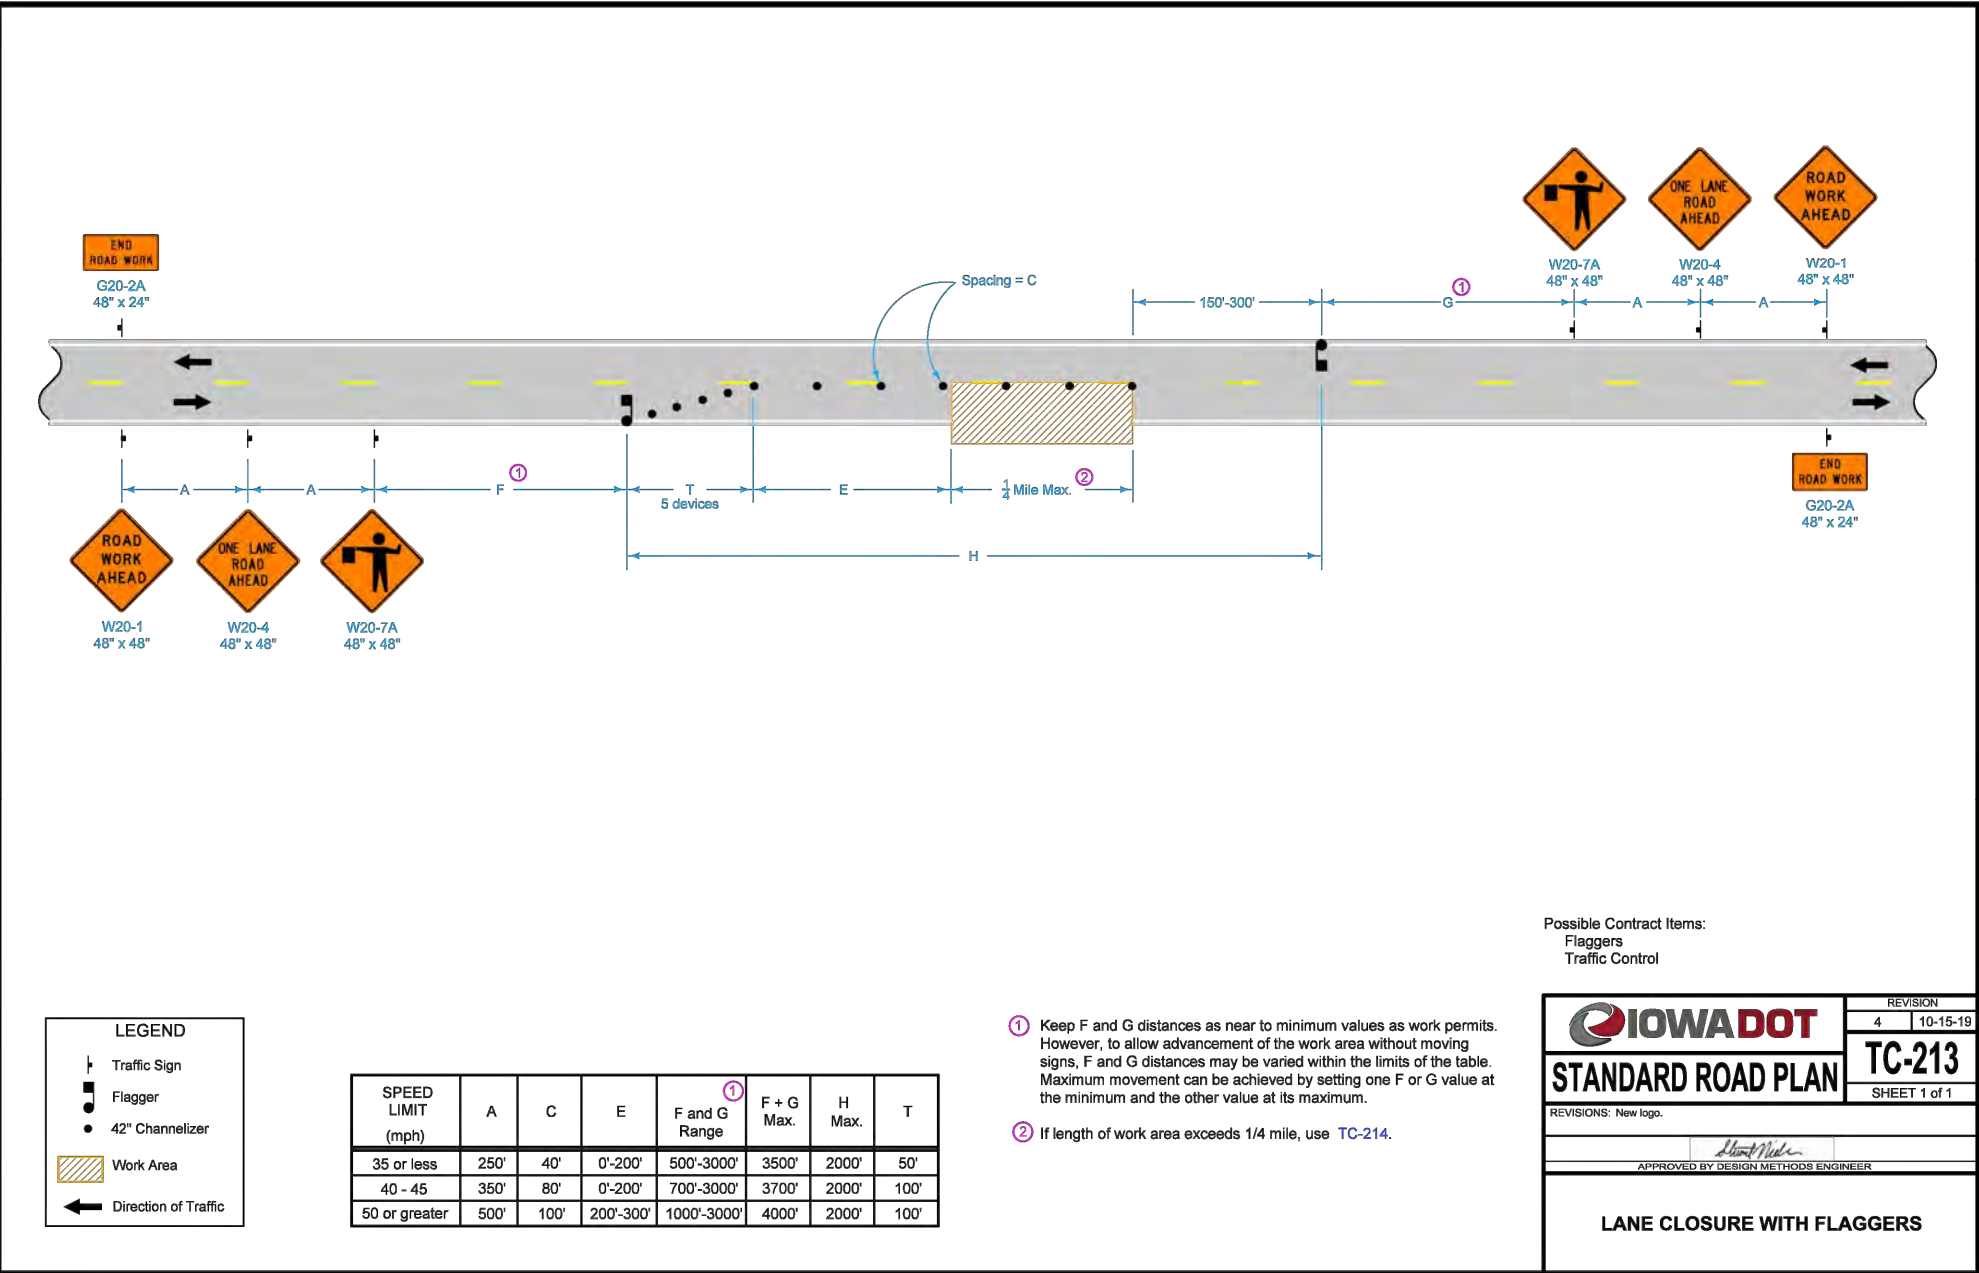 END
ROAD WORK
G20-2A
48" x 24"
Spacing = C
W20-7A
48" x 48"
ONE LANE
ROAD
AHEAD
W20-4
48" x 48"
ROAD
WORK
AHEAD
W20-1
48" x 48"
150'-300'
G
1
A
A
A
A
F
1
T
5 devices
E
1/4 Mile Max.
2
H
ROAD
WORK
AHEAD
W20-1
48" x 48"
ONE LANE
ROAD
AHEAD
W20-4
48" x 48"
W20-7A
48" x 48"
END
ROAD WORK
G20-2A
48" x 24"
Possible Contract Items:
Flaggers
Traffic Control
LEGEND
Traffic Sign
Flagger
42" Channelizer
Work Area
Direction of Traffic
SPEED LIMIT (mph) A C E F and G Range 1 F + G Max. H Max. T
35 or less 250' 40' 0'-200' 500'-3000' 3500' 2000' 50'
40 - 45 350' 80' 0'-200' 700'-3000' 3700' 2000' 100'
50 or greater 500' 100' 200'-300' 1000'-3000' 4000' 2000' 100'
1 Keep F and G distances as near to minimum values as work permits.
However, to allow advancement of the work area without moving
signs, F and G distances may be varied within the limits of the table.
Maximum movement can be achieved by setting one F or G value at
the minimum and the other value at its maximum.
2 If length of work area exceeds 1/4 mile, use TC-214.
IOWADOT
REVISION
4 10-15-19
STANDARD ROAD PLAN
TC-213
SHEET 1 of 1
REVISIONS: New logo.
APPROVED BY DESIGN METHODS ENGINEER
LANE CLOSURE WITH FLAGGERS